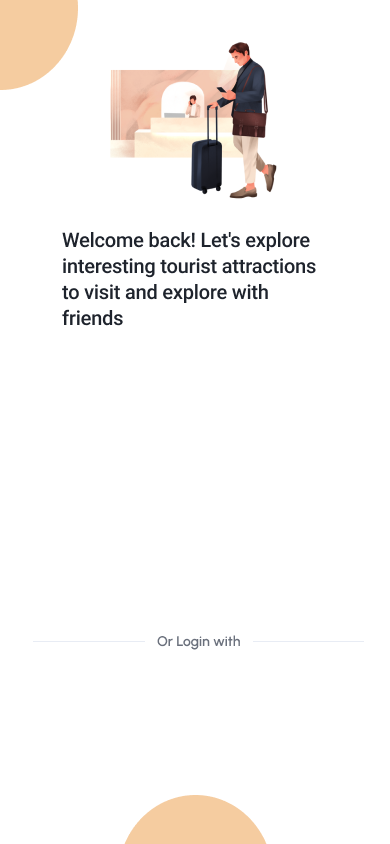 Welcome back! Let's explore
interesting tourist attractions
to visit and explore with
friends
Or Login with